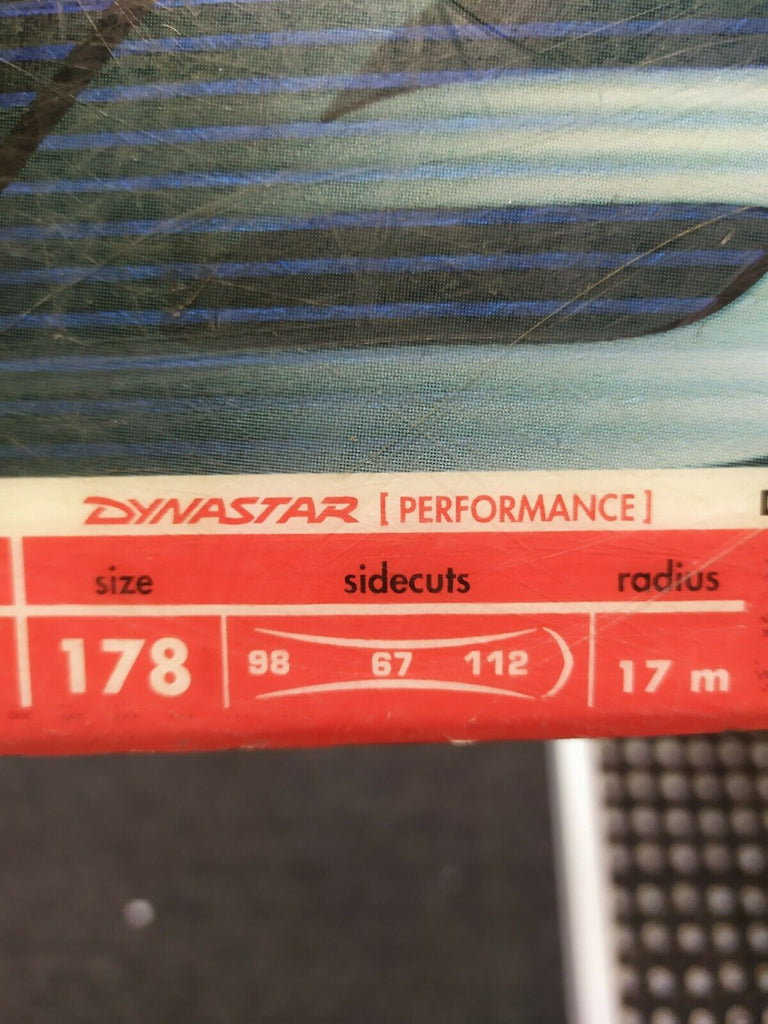 DYNASTAR [PERFORMANCE]
size sidecuts radius
178 98 67 112 17 m